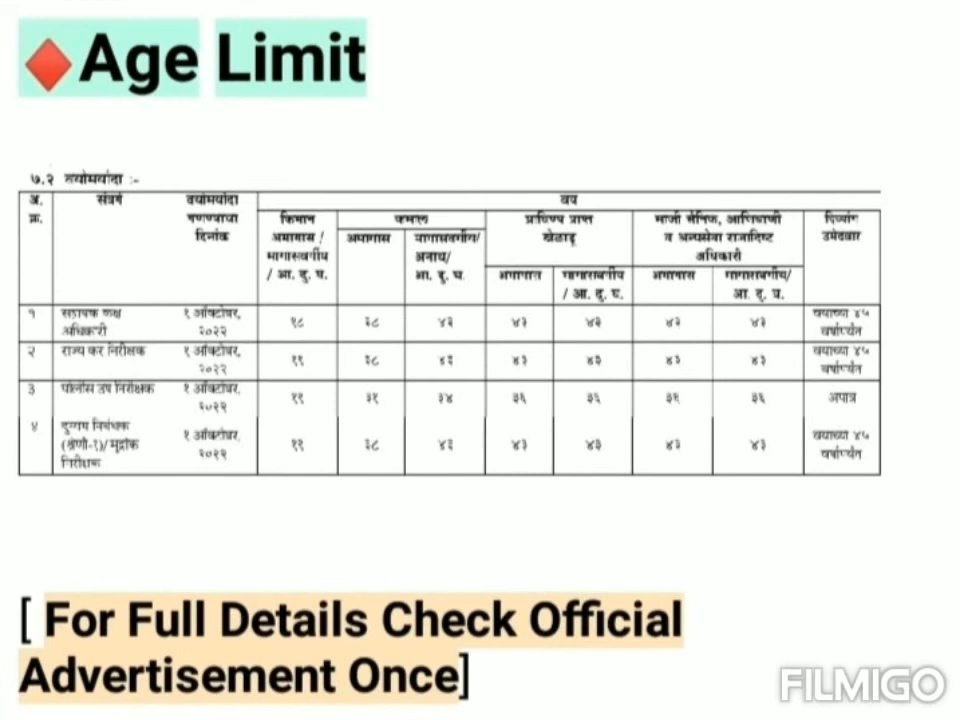 ♦Age Limit
७.२ वयोमर्यादा :-
अ. क्र. संवर्ग वयोमर्यादा गणण्याचा दिनांक वय
किमान अमागास / मागासवर्गीय / आ. दु. घ. कमाल प्राविण्य प्राप्त खेळाडू माजी सैनिक, आणिबाणी व अल्पसेवा राजादिष्ट अधिकारी दिव्यांग उमेदवार
अमागास मागासवर्गीय/ अनाथ/ आ. दु. घ. अमागास मागासवर्गीय / आ. दु. घ. अमागास मागासवर्गीय/ आ. दु. घ.
१ सहायक कक्ष अधिकारी १ ऑक्टोबर, २०२२ १८ ३८ ४३ ४३ ४३ ४३ ४३ वयाच्या ४५ वर्षापर्यंत
२ राज्य कर निरीक्षक १ ऑक्टोबर, २०२२ १९ ३८ ४३ ४३ ४३ ४३ ४३ वयाच्या ४५ वर्षापर्यंत
३ पोलीस उप निरीक्षक १ ऑक्टोबर, २०२२ १९ ३१ ३४ ३६ ३६ ३६ अपात्र
४ दुय्यम निबंधक (श्रेणी-१)/मुद्रांक निरीक्षक १ ऑक्टोबर, २०२२ १९ ३८ ४३ ४३ ४३ ४३ ४३ वयाच्या ४५ वर्षापर्यंत
[ For Full Details Check Official
Advertisement Once]
FILMIGO